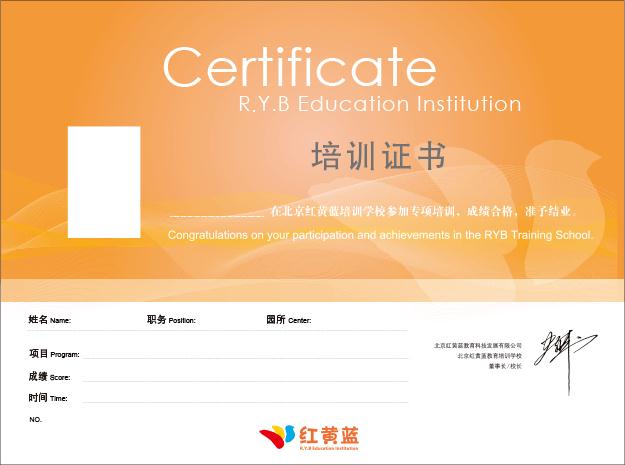 Certificate
R.Y.B Education Institution
培训证书
在北京红黄蓝培训学校参加专项培训，成绩合格，准予结业。
Congratulations on your participation and achievements in the RYB Training School.
姓名 Name: 职务 Position: 园所 Center:
项目 Program:
成绩 Score:
时间 Time:
NO.
北京红黄蓝教育科技发展有限公司
北京红黄蓝教育培训学校
董事长/校长
红黄蓝
R.Y.B Education Institution